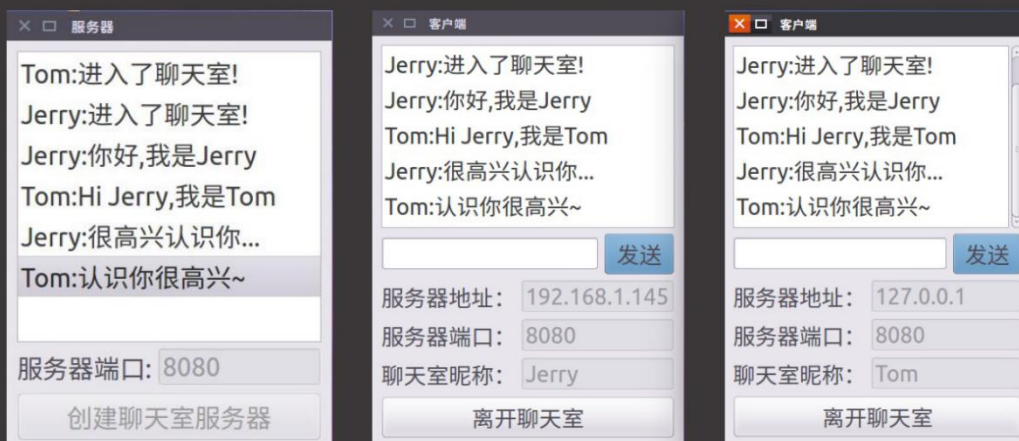 服务器
Tom:进入了聊天室!
Jerry:进入了聊天室!
Jerry:你好,我是Jerry
Tom:Hi Jerry,我是Tom
Jerry:很高兴认识你...
Tom:认识你很高兴~
服务器端口: 8080
创建聊天室服务器
客户端
Jerry:进入了聊天室!
Jerry:你好,我是Jerry
Tom:Hi Jerry,我是Tom
Jerry:很高兴认识你...
Tom:认识你很高兴~
发送
服务器地址: 192.168.1.145
服务器端口: 8080
聊天室昵称: Jerry
离开聊天室
客户端
Jerry:进入了聊天室!
Jerry:你好,我是Jerry
Tom:Hi Jerry,我是Tom
Jerry:很高兴认识你...
Tom:认识你很高兴~
发送
服务器地址: 127.0.0.1
服务器端口: 8080
聊天室昵称: Tom
离开聊天室